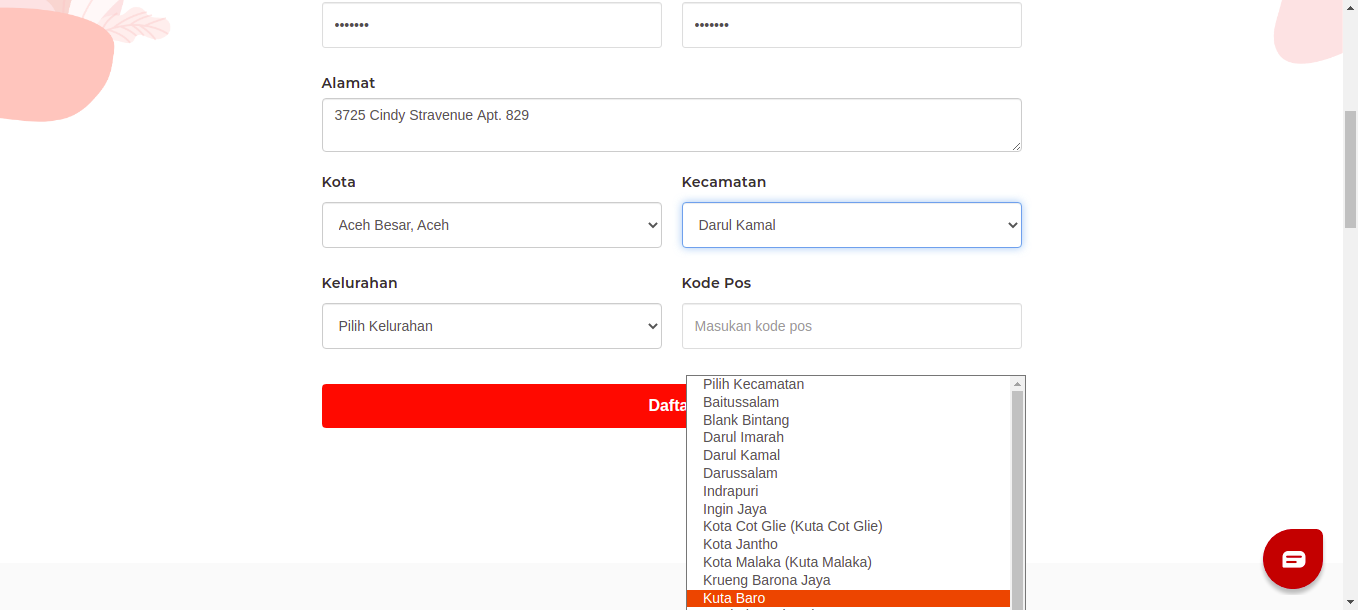 •••••••
•••••••
Alamat
3725 Cindy Stravenue Apt. 829
Kota
Kecamatan
Aceh Besar, Aceh
Darul Kamal
Kelurahan
Kode Pos
Pilih Kelurahan
Masukan kode pos
Dafta
Pilih Kecamatan
Baitussalam
Blank Bintang
Darul Imarah
Darul Kamal
Darussalam
Indrapuri
Ingin Jaya
Kota Cot Glie (Kuta Cot Glie)
Kota Jantho
Kota Malaka (Kuta Malaka)
Krueng Barona Jaya
Kuta Baro